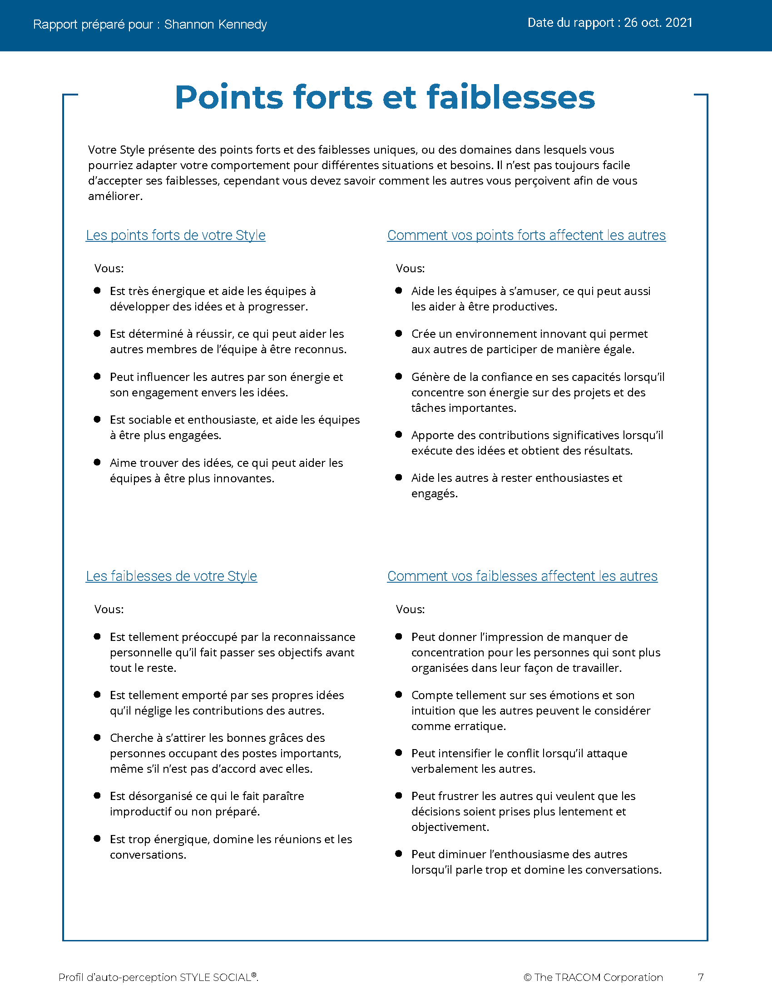 Rapport préparé pour : Shannon Kennedy
Date du rapport : 26 oct. 2021
Points forts et faiblesses
Votre Style présente des points forts et des faiblesses uniques, ou des domaines dans lesquels vous
pourriez adapter votre comportement pour différentes situations et besoins. Il n’est pas toujours facile
d’accepter ses faiblesses, cependant vous devez savoir comment les autres vous perçoivent afin de vous
améliorer.
Les points forts de votre Style
Vous:
● Est très énergique et aide les équipes à
développer des idées et à progresser.
● Est déterminé à réussir, ce qui peut aider les
autres membres de l’équipe à être reconnus.
● Peut influencer les autres par son énergie et
son engagement envers les idées.
● Est sociable et enthousiaste, et aide les équipes
à être plus engagées.
● Aime trouver des idées, ce qui peut aider les
équipes à être plus innovantes.
Comment vos points forts affectent les autres
Vous:
● Aide les équipes à s’amuser, ce qui peut aussi
les aider à être productives.
● Crée un environnement innovant qui permet
aux autres de participer de manière égale.
● Génère de la confiance en ses capacités lorsqu’il
concentre son énergie sur des projets et des
tâches importantes.
● Apporte des contributions significatives lorsqu’il
exécute des idées et obtient des résultats.
● Aide les autres à rester enthousiastes et
engagés.
Les faiblesses de votre Style
Vous:
● Est tellement préoccupé par la reconnaissance
personnelle qu’il fait passer ses objectifs avant
tout le reste.
● Est tellement emporté par ses propres idées
qu’il néglige les contributions des autres.
● Cherche à s’attirer les bonnes grâces des
personnes occupant des postes importants,
même s’il n’est pas d’accord avec elles.
● Est désorganisé ce qui le fait paraître
improductif ou non préparé.
● Est trop énergique, domine les réunions et les
conversations.
Comment vos faiblesses affectent les autres
Vous:
● Peut donner l’impression de manquer de
concentration pour les personnes qui sont plus
organisées dans leur façon de travailler.
● Compte tellement sur ses émotions et son
intuition que les autres peuvent le considérer
comme erratique.
● Peut intensifier le conflit lorsqu’il attaque
verbalement les autres.
● Peut frustrer les autres qui veulent que les
décisions soient prises plus lentement et
objectivement.
● Peut diminuer l’enthousiasme des autres
lorsqu’il parle trop et domine les conversations.
Profil d’auto-perception STYLE SOCIAL®.
© The TRACOM Corporation
7